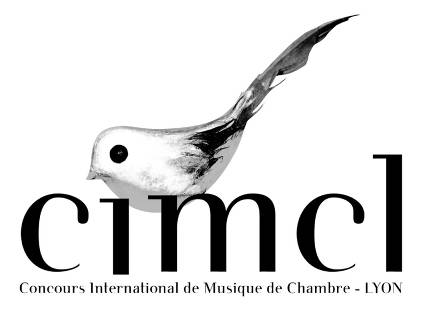 cimcl
Concours International de Musique de Chambre - LYON